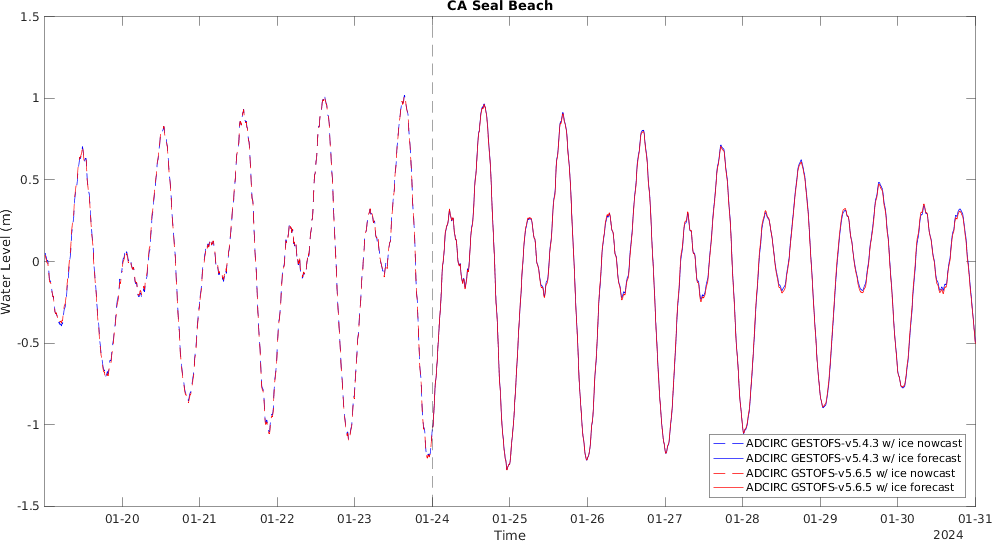 CA Seal Beach
1.5
1
0.5
0
-0.5
-1
-1.5
Water Level (m)
ADCIRC GESTOFS-v5.4.3 w/ ice nowcast
ADCIRC GESTOFS-v5.4.3 w/ ice forecast
ADCIRC GSTOFS-v5.6.5 w/ ice nowcast
ADCIRC GSTOFS-v5.6.5 w/ ice forecast
01-20 01-21 01-22 01-23 01-24 01-25 01-26 01-27 01-28 01-29 01-30 01-31
Time
2024